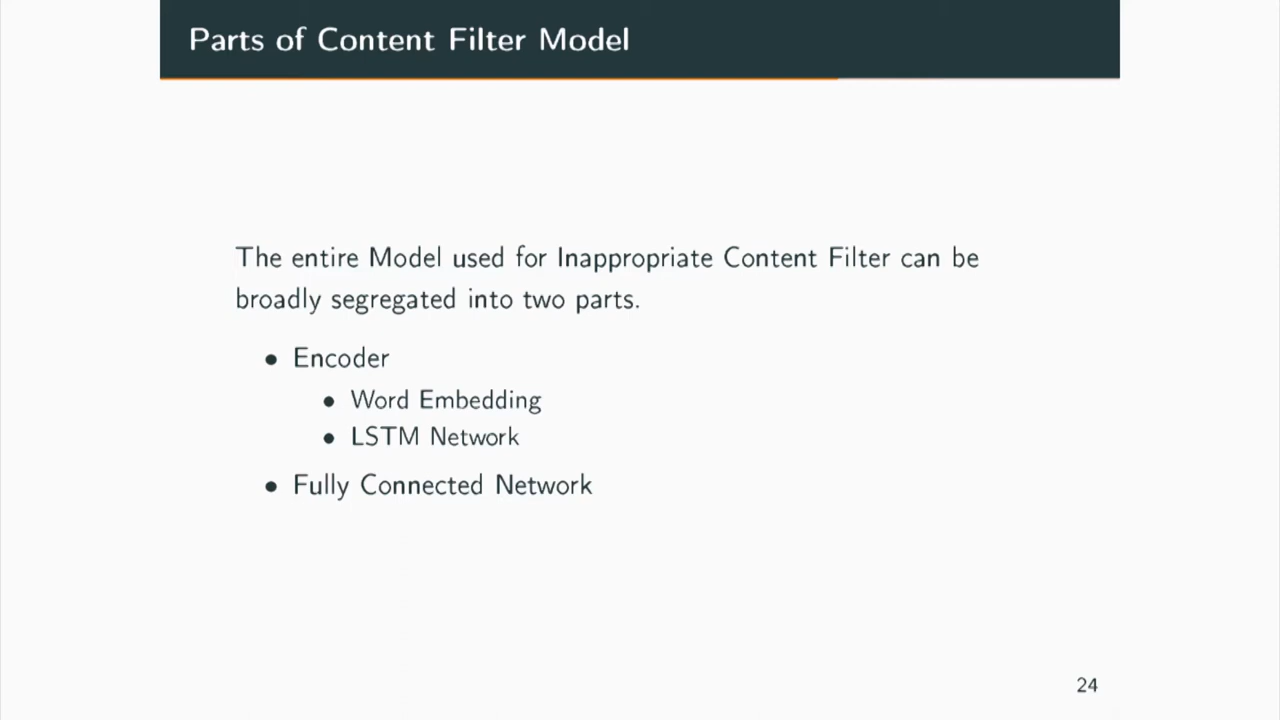 Parts of Content Filter Model
The entire Model used for Inappropriate Content Filter can be
broadly segregated into two parts.
• Encoder
• Word Embedding
• LSTM Network
• Fully Connected Network
24